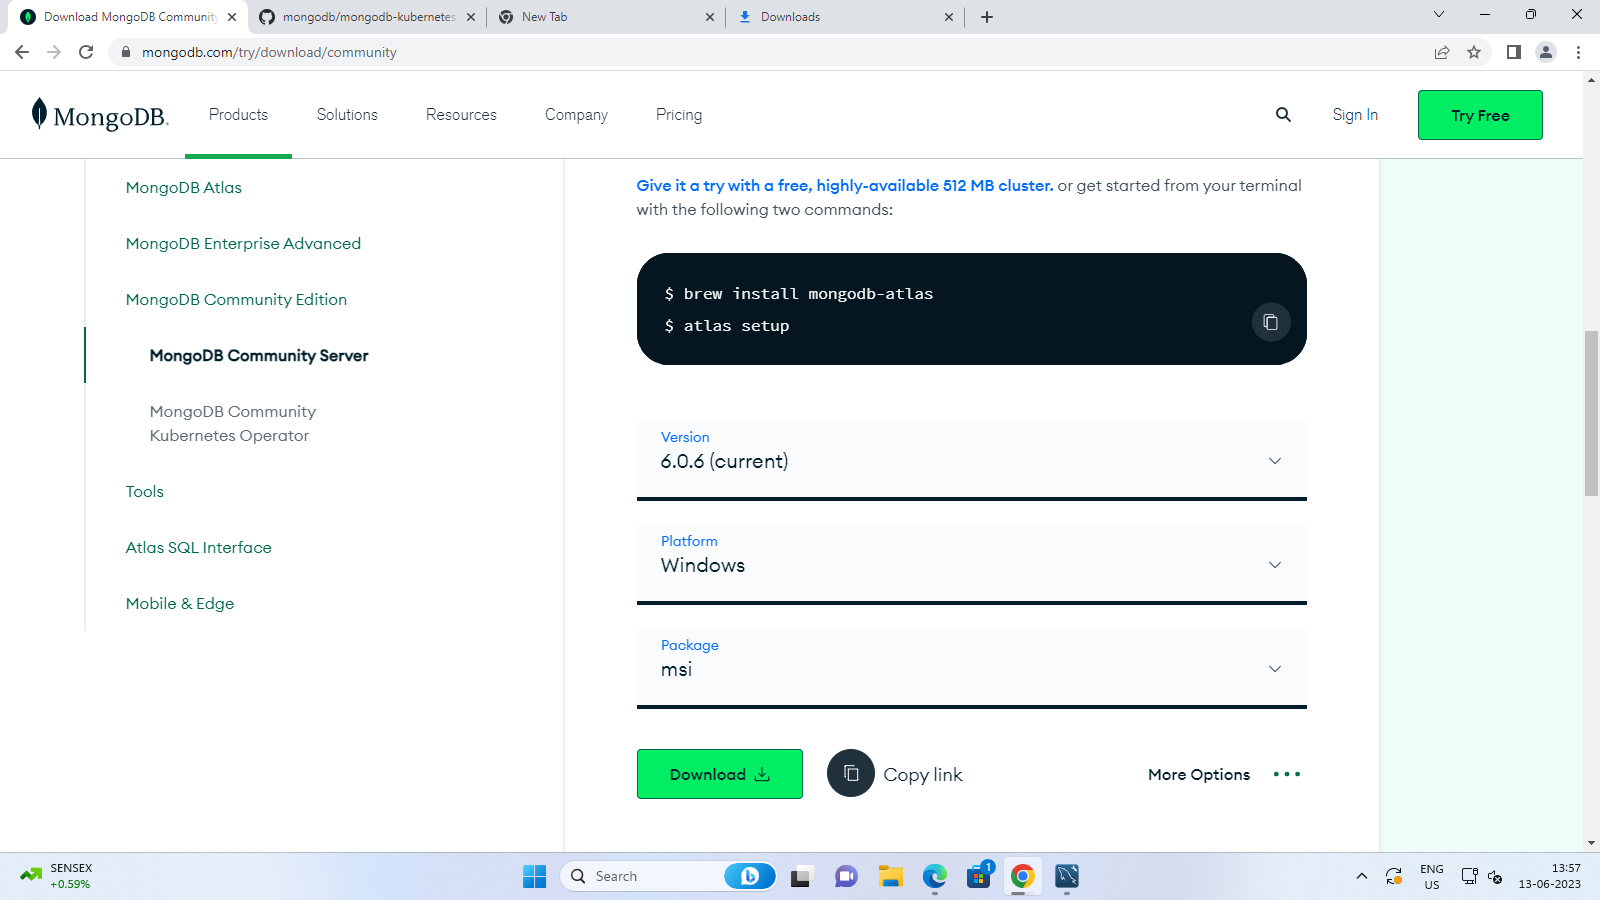 Download MongoDB Community
mongodb/mongodb-kubernetes
New Tab
Downloads
mongodb.com/try/download/community
MongoDB.
Products
Solutions
Resources
Company
Pricing
Sign In
Try Free
MongoDB Atlas
MongoDB Enterprise Advanced
MongoDB Community Edition
MongoDB Community Server
MongoDB Community
Kubernetes Operator
Tools
Atlas SQL Interface
Mobile & Edge
Give it a try with a free, highly-available 512 MB cluster. or get started from your terminal
with the following two commands:
$ brew install mongodb-atlas
$ atlas setup
Version
6.0.6 (current)
Platform
Windows
Package
msi
Download
Copy link
More Options
SENSEX
+0.59%
Search
1
ENG
US
13:57
13-06-2023